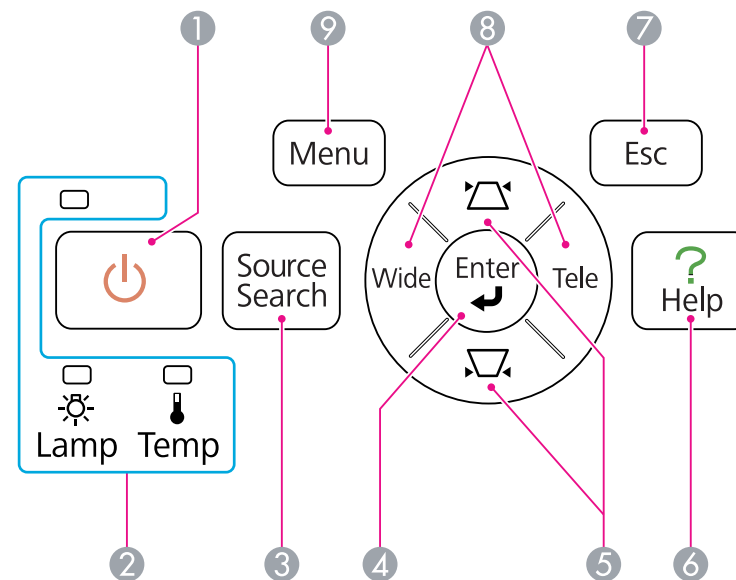 1
9
8
7
Menu
Esc
Source
Search
Wide
Enter
Tele
?
Help
Lamp
Temp
2
3
4
5
6